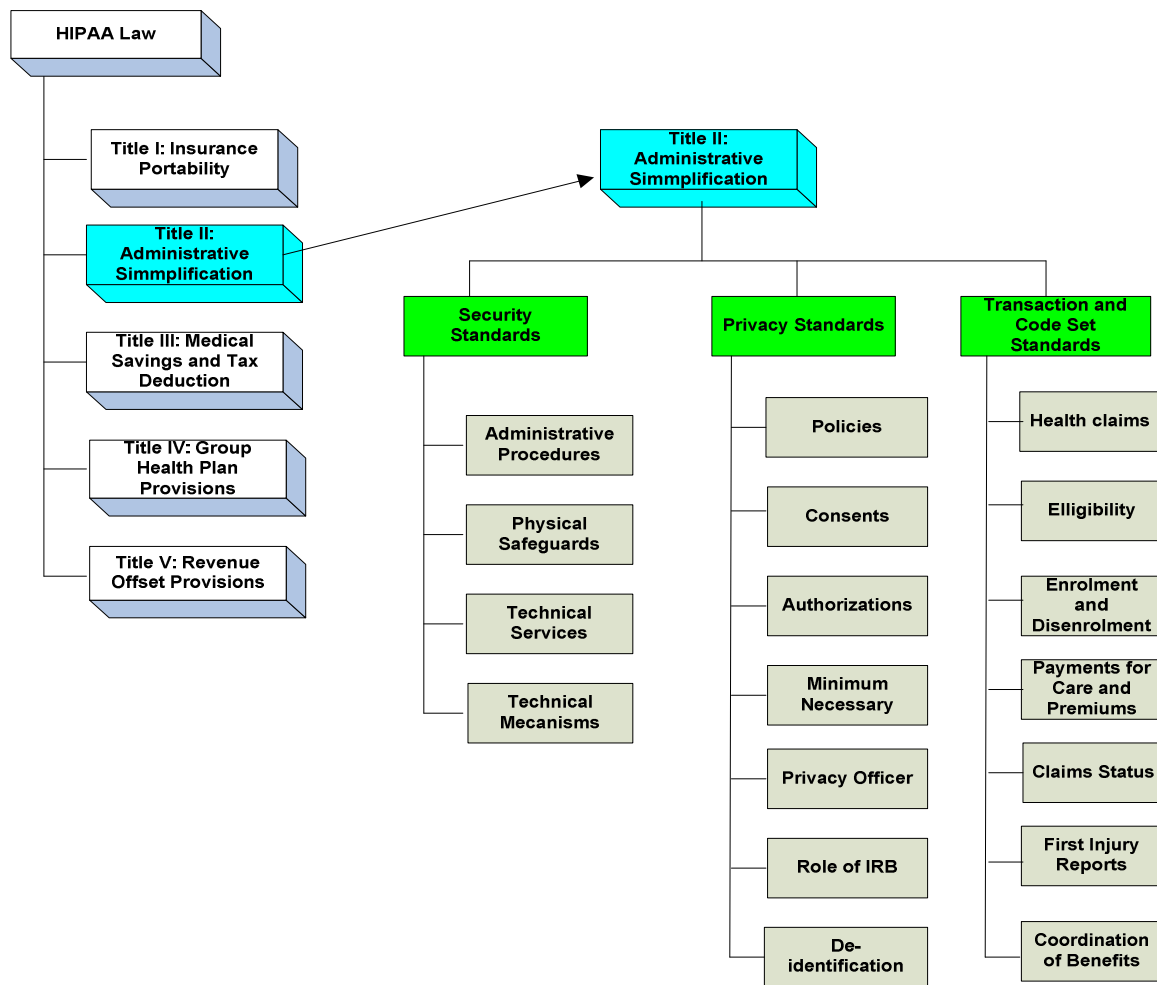 HIPAA Law
Title I: Insurance
Portability
Title II:
Administrative
Simmplification
Title III: Medical
Savings and Tax
Deduction
Title IV: Group
Health Plan
Provisions
Title V: Revenue
Offset Provisions
Title II:
Administrative
Simmplification
Security
Standards
Administrative
Procedures
Physical
Safeguards
Technical
Services
Technical
Mecanisms
Privacy Standards
Policies
Consents
Authorizations
Minimum
Necessary
Privacy Officer
Role of IRB
De-
identification
Transaction and
Code Set
Standards
Health claims
Elligibility
Enrolment
and
Disenrolment
Payments for
Care and
Premiums
Claims Status
First Injury
Reports
Coordination
of Benefits